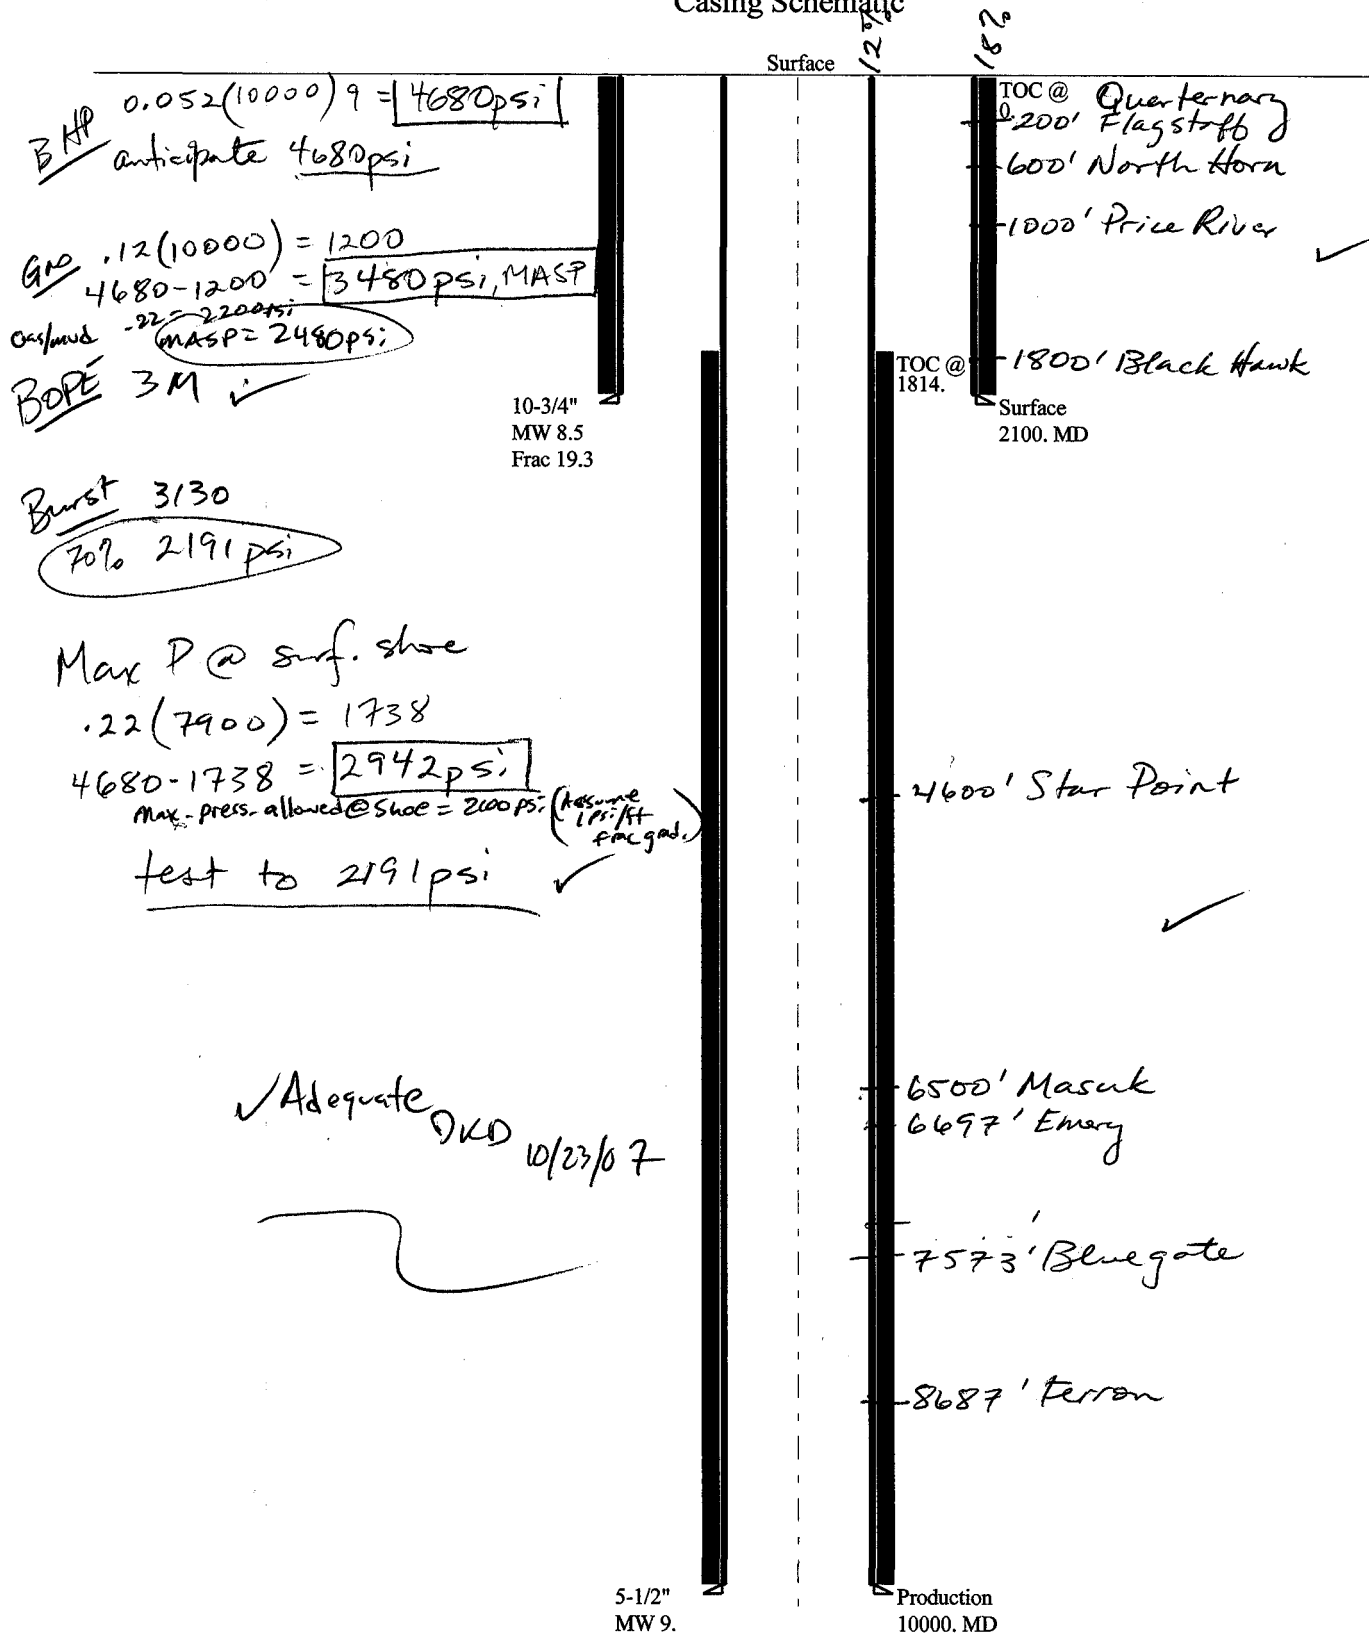 Casing Schematic
12%
18%
Surface
BHP 0.052(10000)9 = 4680psi
anticipate 4680psi
Gas .12(10000) = 1200
4680-1200 = 3480psi, MASP
Gas/mud .22 = 2200psi
MASP = 2480psi
BOPE 3M ✓
10-3/4"
MW 8.5
Frac 19.3
Burst 3130
70% 2191psi
Max P @ surf. shoe
.22(7900) = 1738
4680-1738 = 2942psi
Max. press. allowed @ shoe = 2100psi (Assume 1psi/ft frac grad.)
test to 2191psi ✓
✓Adequate
DKD 10/23/07
TOC @
0.
Quarternary
200' Flagstaff
600' North Horn
1000' Price River
✓
1800' Black Hawk
TOC @
1814.
Surface
2100. MD
4600' Star Point
✓
6500' Masuk
6697' Emery
7573' Bluegate
8687' Ferron
5-1/2"
MW 9.
Production
10000. MD